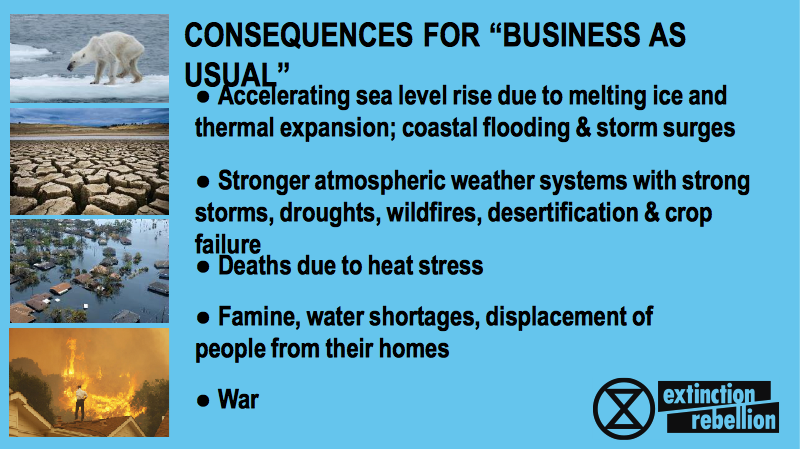 CONSEQUENCES FOR “BUSINESS AS
USUAL”
● Accelerating sea level rise due to melting ice and
thermal expansion; coastal flooding & storm surges
● Stronger atmospheric weather systems with strong
storms, droughts, wildfires, desertification & crop
failure
● Deaths due to heat stress
● Famine, water shortages, displacement of
people from their homes
● War
extinction
rebellion